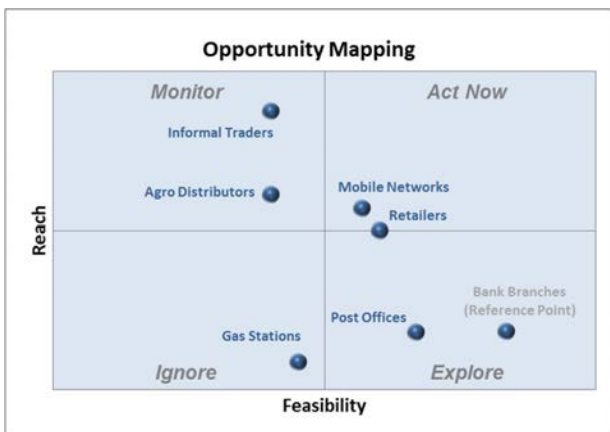 Opportunity Mapping
Monitor
Act Now
Informal Traders
Agro Distributors
Mobile Networks
Retailers
Reach
Bank Branches
(Reference Point)
Post Offices
Gas Stations
Ignore
Explore
Feasibility